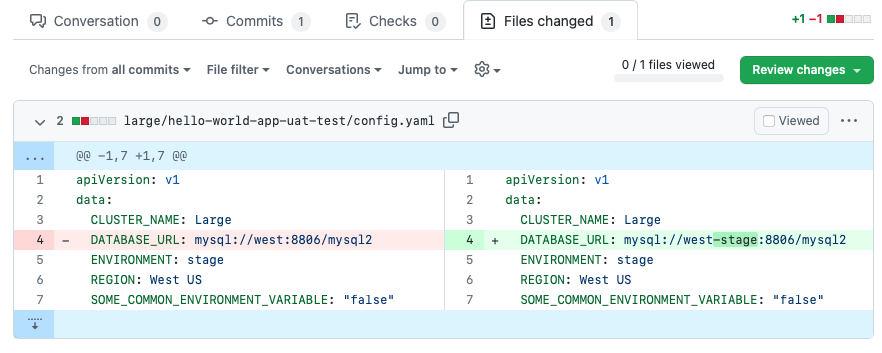 Conversation 0 Commits 1 Checks 0 Files changed 1 +1 −1
Changes from all commits File filter Conversations Jump to 0 / 1 files viewed Review changes
2 large/hello-world-app-uat-test/config.yaml Viewed ...
... @@ -1,7 +1,7 @@
1 apiVersion: v1 1 apiVersion: v1
2 data: 2 data:
3 CLUSTER_NAME: Large 3 CLUSTER_NAME: Large
4 - DATABASE_URL: mysql://west:8806/mysql2 4 + DATABASE_URL: mysql://west-stage:8806/mysql2
5 ENVIRONMENT: stage 5 ENVIRONMENT: stage
6 REGION: West US 6 REGION: West US
7 SOME_COMMON_ENVIRONMENT_VARIABLE: "false" 7 SOME_COMMON_ENVIRONMENT_VARIABLE: "false"